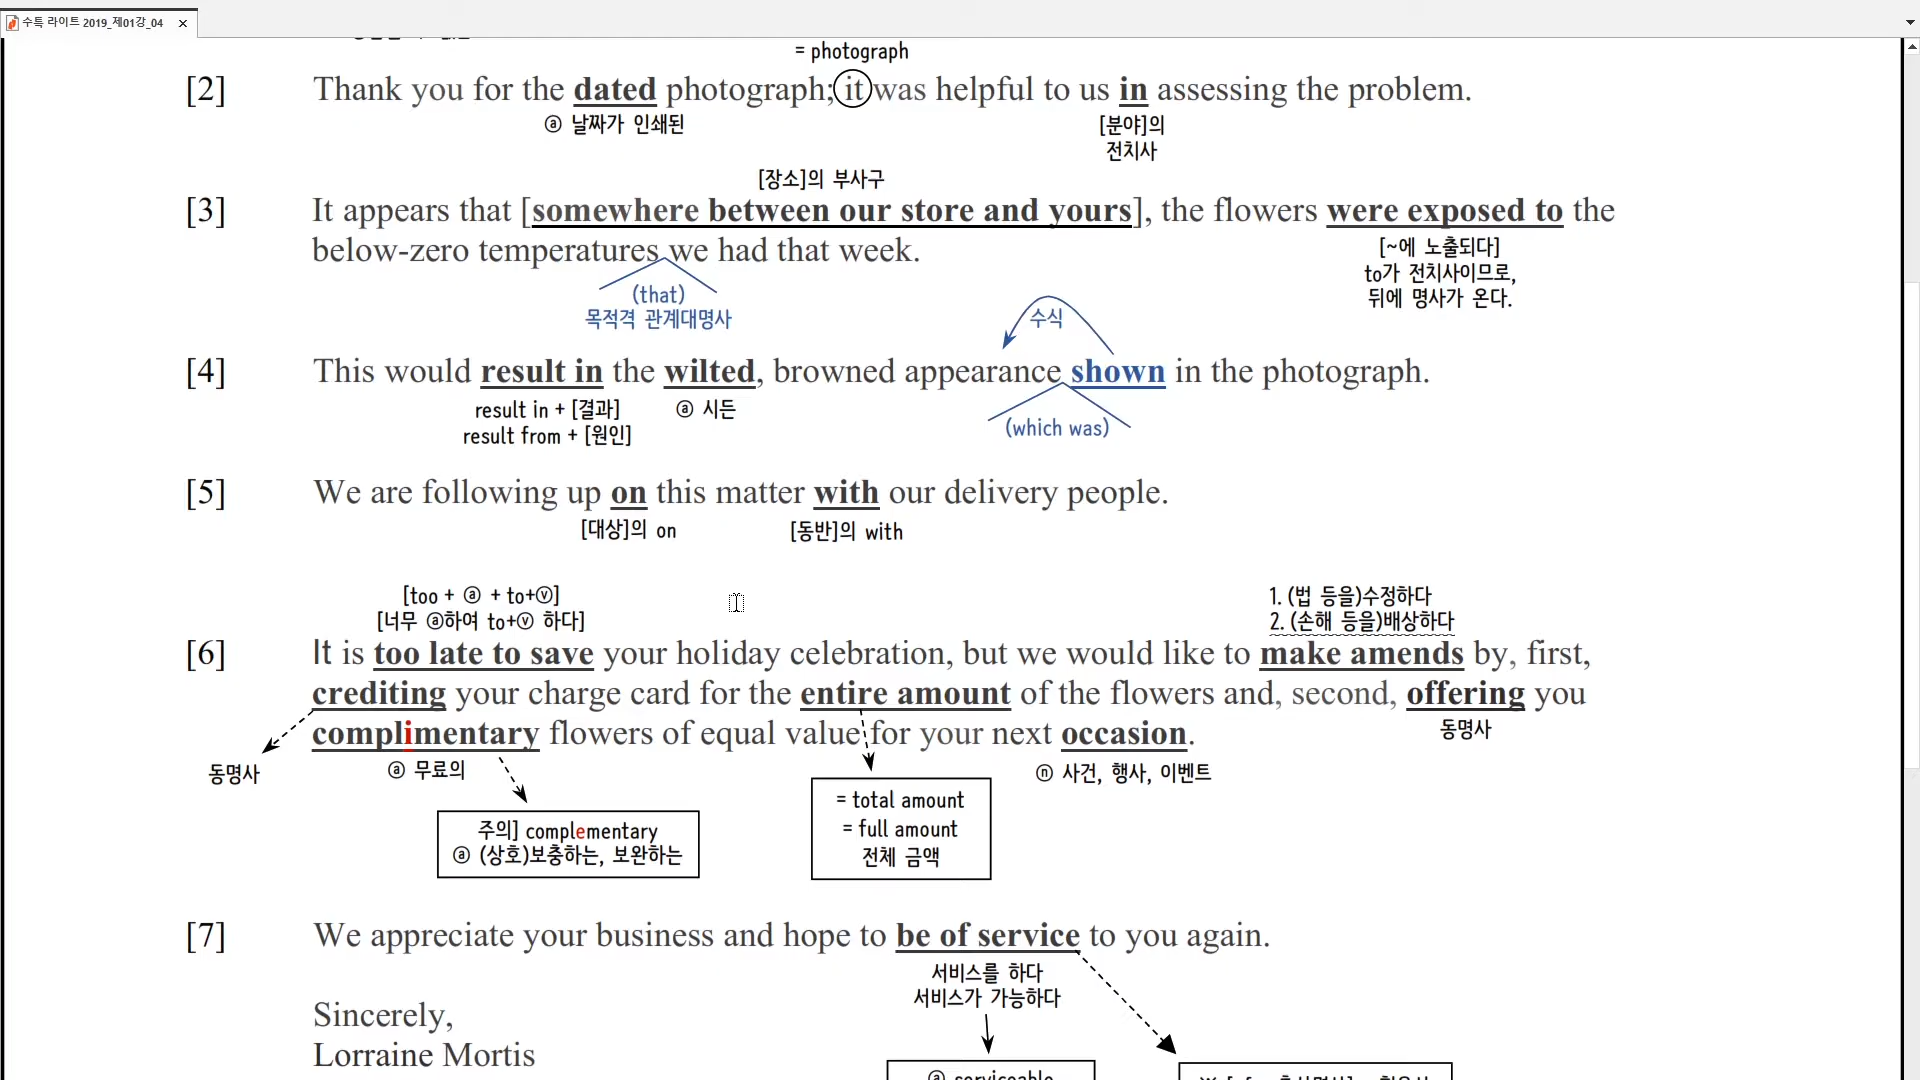 수특 라이트 2019_제01강_04
= photograph
[2] Thank you for the dated photograph; it was helpful to us in assessing the problem.
ⓐ 날짜가 인쇄된
[분야]의
전치사
[장소]의 부사구
[3] It appears that [somewhere between our store and yours], the flowers were exposed to the
below-zero temperatures we had that week.
[~에 노출되다]
to가 전치사이므로,
뒤에 명사가 온다.
(that)
목적격 관계대명사
수식
[4] This would result in the wilted, browned appearance shown in the photograph.
result in + [결과]
result from + [원인]
ⓐ 시든
(which was)
[5] We are following up on this matter with our delivery people.
[대상]의 on
[동반]의 with
[too + ⓐ + to+ⓥ]
[너무 ⓐ하여 to+ⓥ 하다]
1. (법 등을)수정하다
2. (손해 등을)배상하다
[6] It is too late to save your holiday celebration, but we would like to make amends by, first,
crediting your charge card for the entire amount of the flowers and, second, offering you
complimentary flowers of equal value for your next occasion.
동명사
동명사
ⓐ 무료의
ⓝ 사건, 행사, 이벤트
주의] complementary
ⓐ (상호)보충하는, 보완하는
= total amount
= full amount
전체 금액
[7] We appreciate your business and hope to be of service to you again.
서비스를 하다
서비스가 가능하다
Sincerely,
Lorraine Mortis
ⓐ serviceable